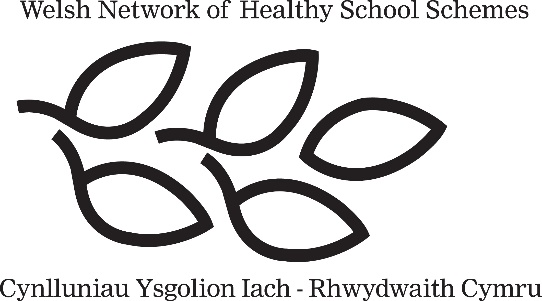 Welsh Network of Healthy School Schemes
Cynlluniau Ysgolion Iach - Rhwydwaith Cymru